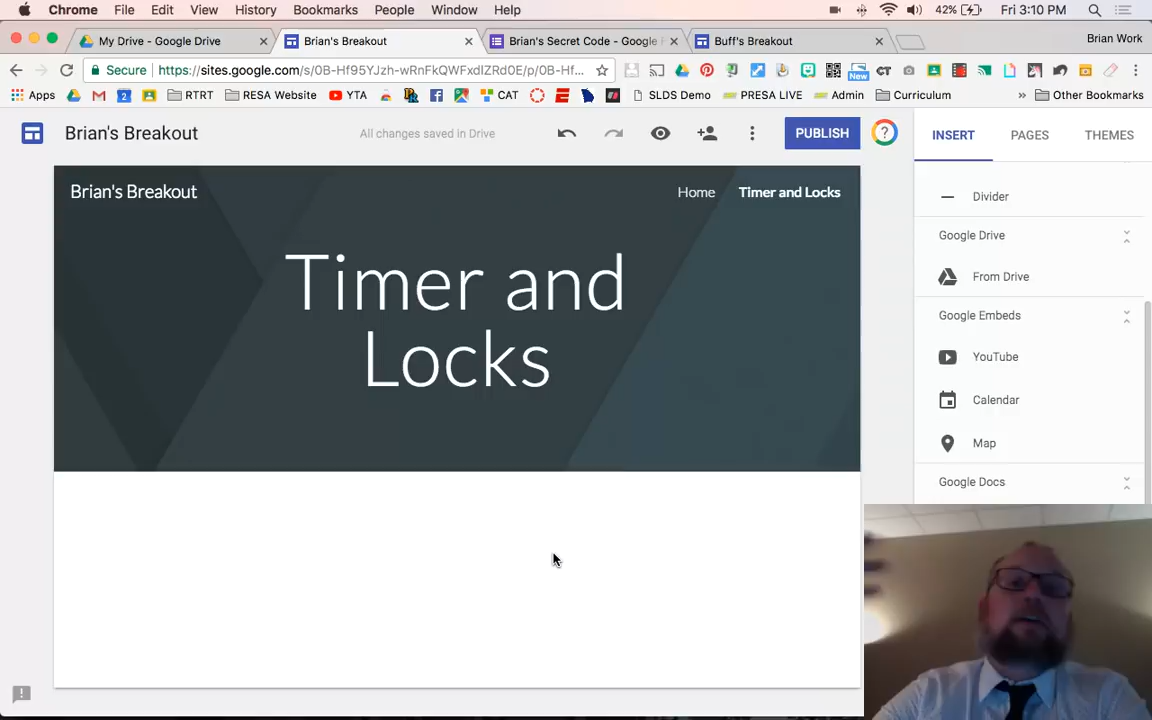 Chrome File Edit View History Bookmarks People Window Help 42% Fri 3:10 PM
My Drive - Google Drive × Brian's Breakout × Brian's Secret Code - Google F × Buff's Breakout × Brian Work
Secure https://sites.google.com/s/0B-Hf95YJzh-wRnFkQWFxdlZRd0E/p/0B-Hf... New CT
Apps RTRT RESA Website YTA CAT SLDS Demo PRESA LIVE Admin Curriculum » Other Bookmarks
Brian's Breakout All changes saved in Drive PUBLISH ? INSERT PAGES THEMES
Brian's Breakout Home Timer and Locks
Timer and
Locks
Divider
Google Drive
From Drive
Google Embeds
YouTube
Calendar
Map
Google Docs